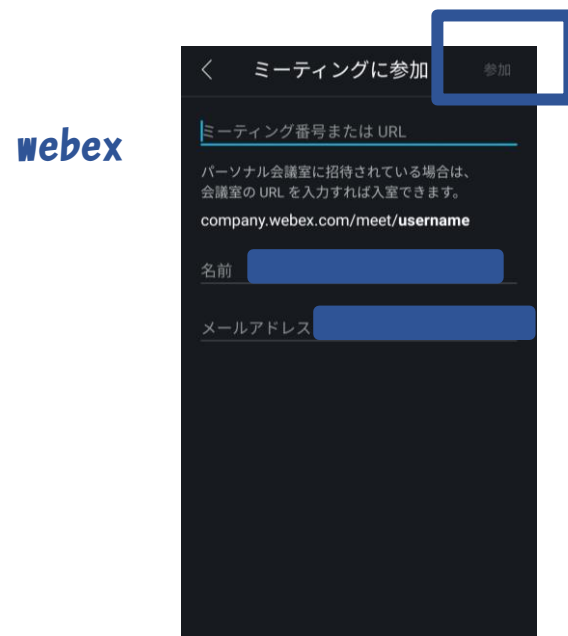 ミーティングに参加 参加
webex
ミーティング番号または URL
パーソナル会議室に招待されている場合は、
会議室の URL を入力すれば入室できます。
company.webex.com/meet/username
名前
メールアドレス